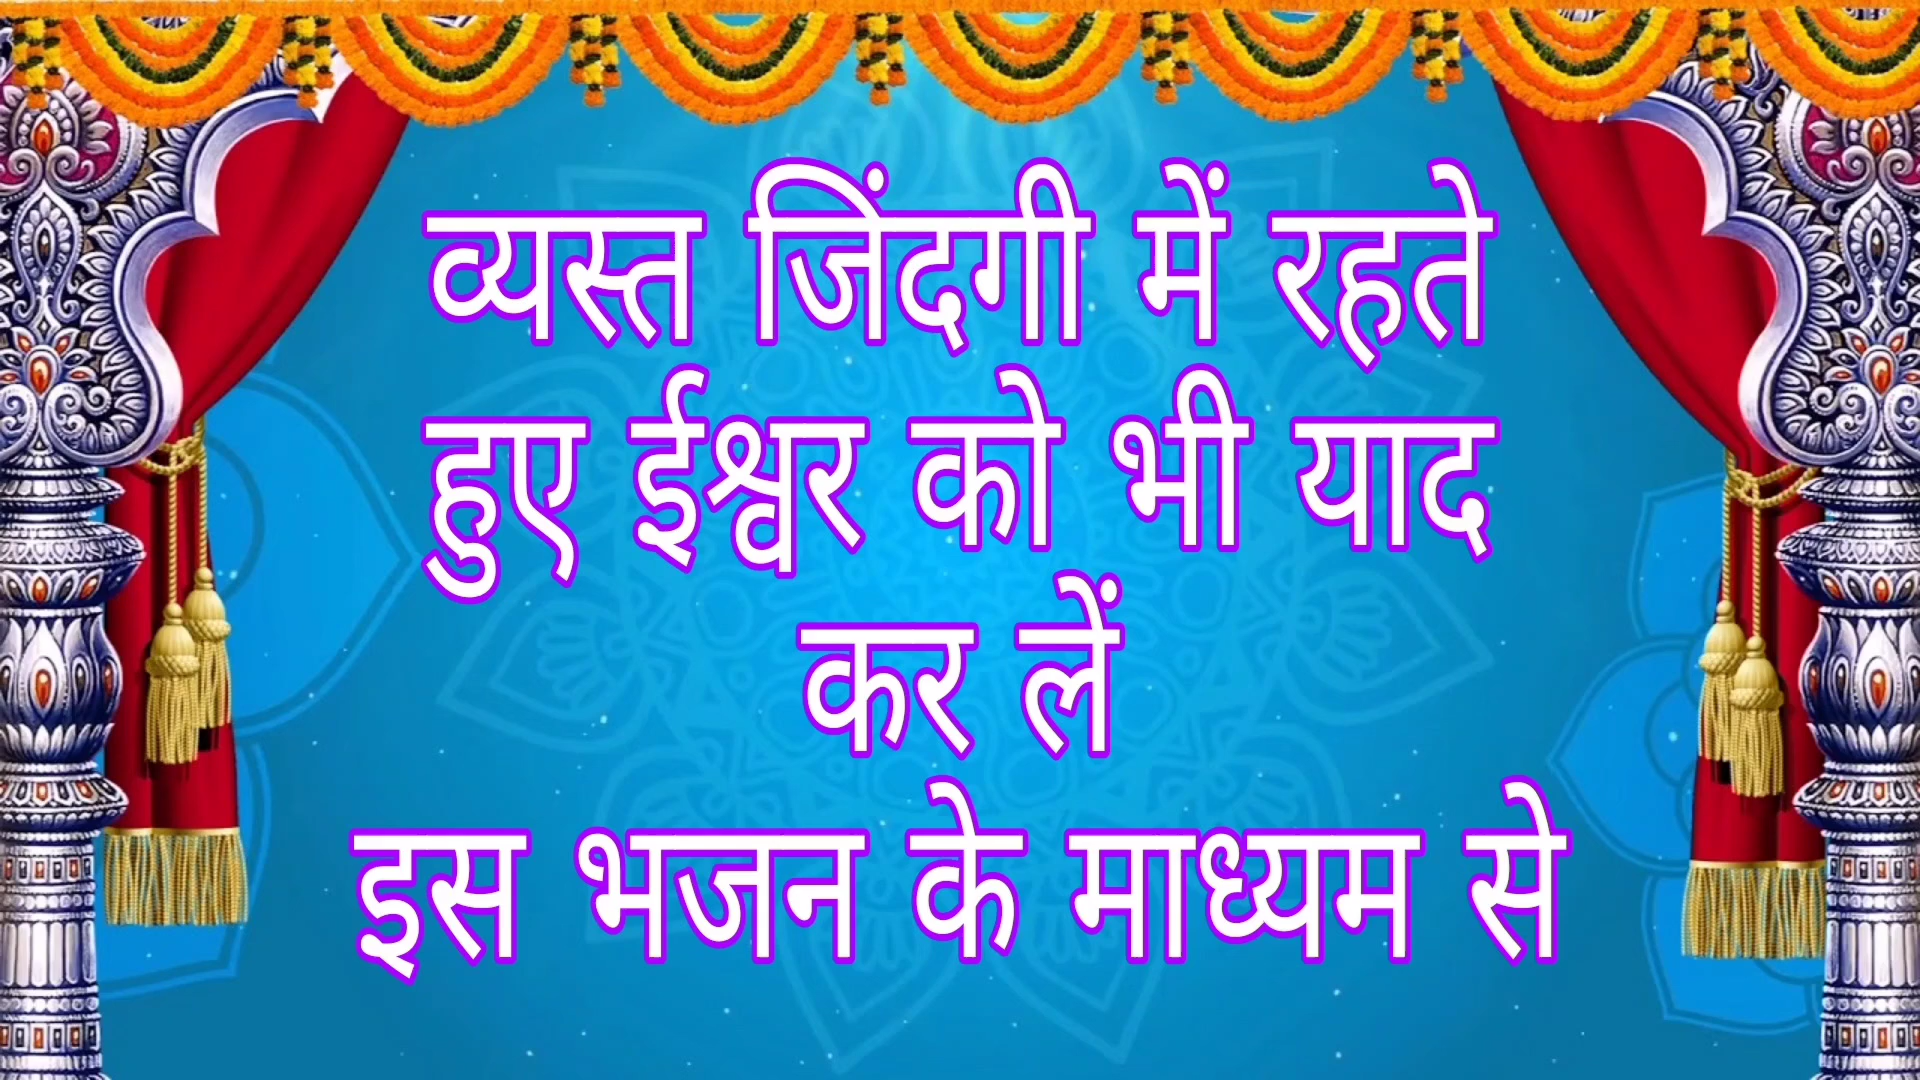 व्यस्त जिंदगी में रहते
हुए ईश्वर को भी याद
कर लें
इस भजन के माध्यम से